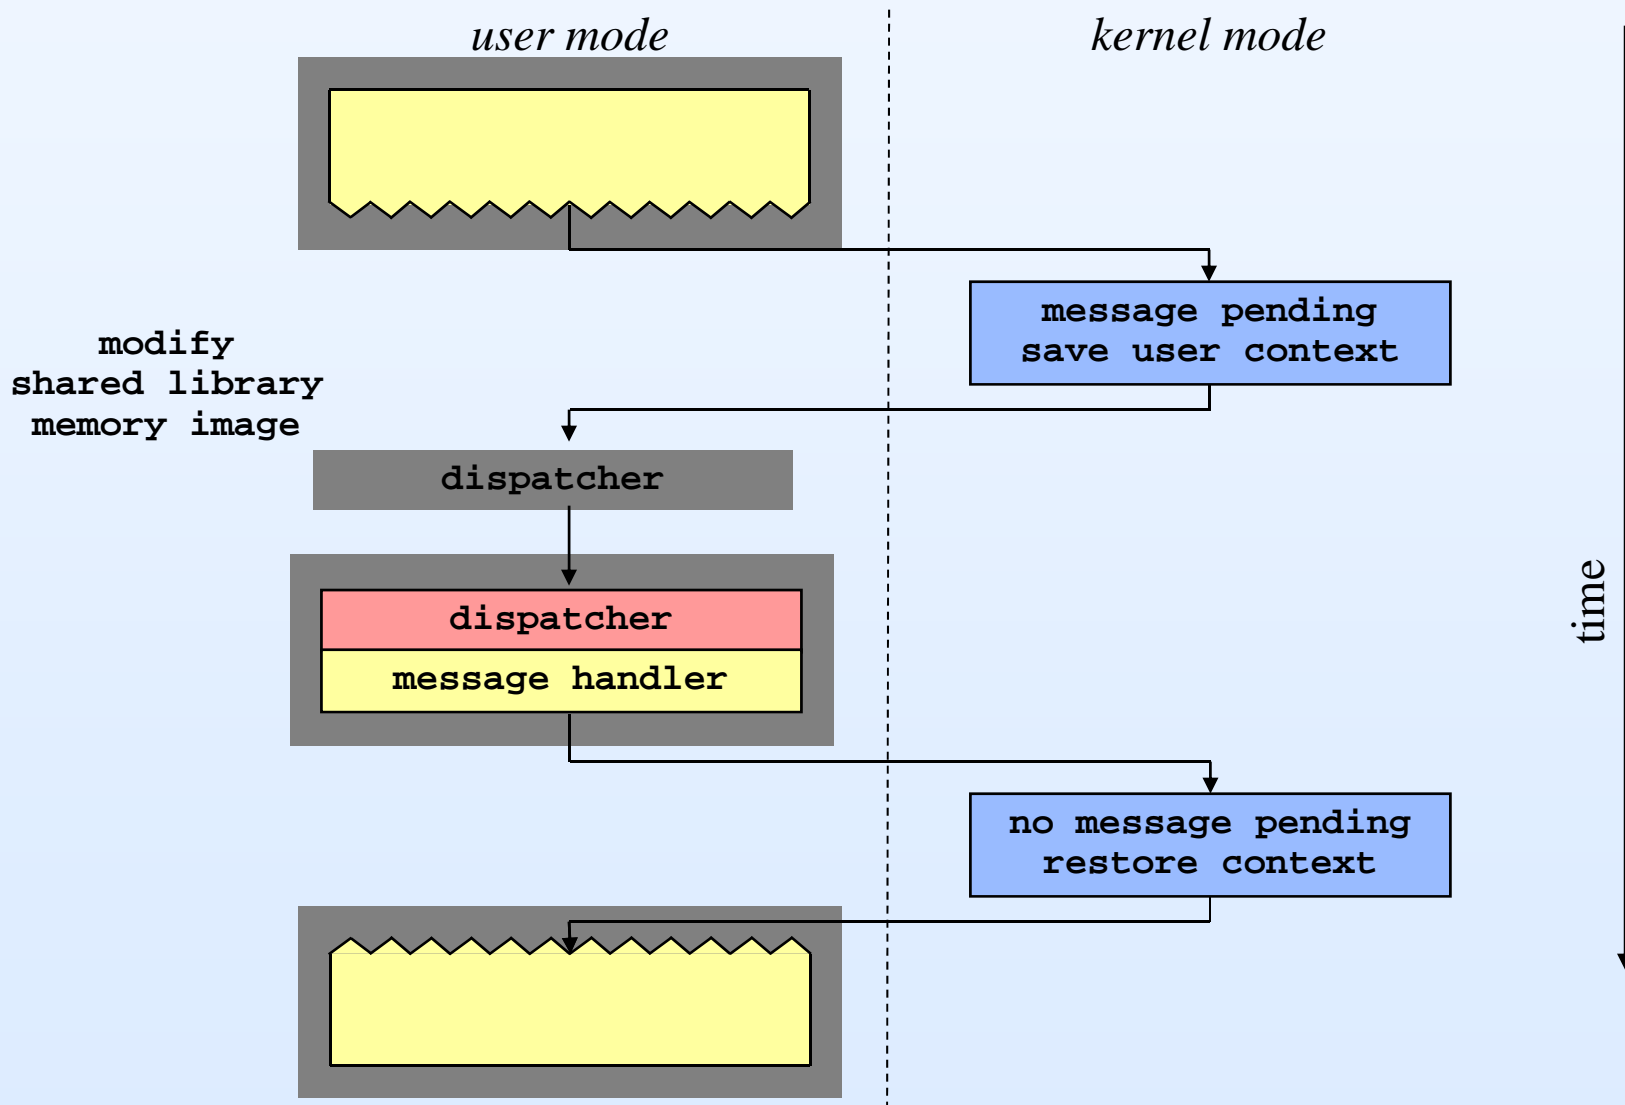 user mode
kernel mode
message pending
save user context
modify
shared library
memory image
dispatcher
dispatcher
message handler
time
no message pending
restore context